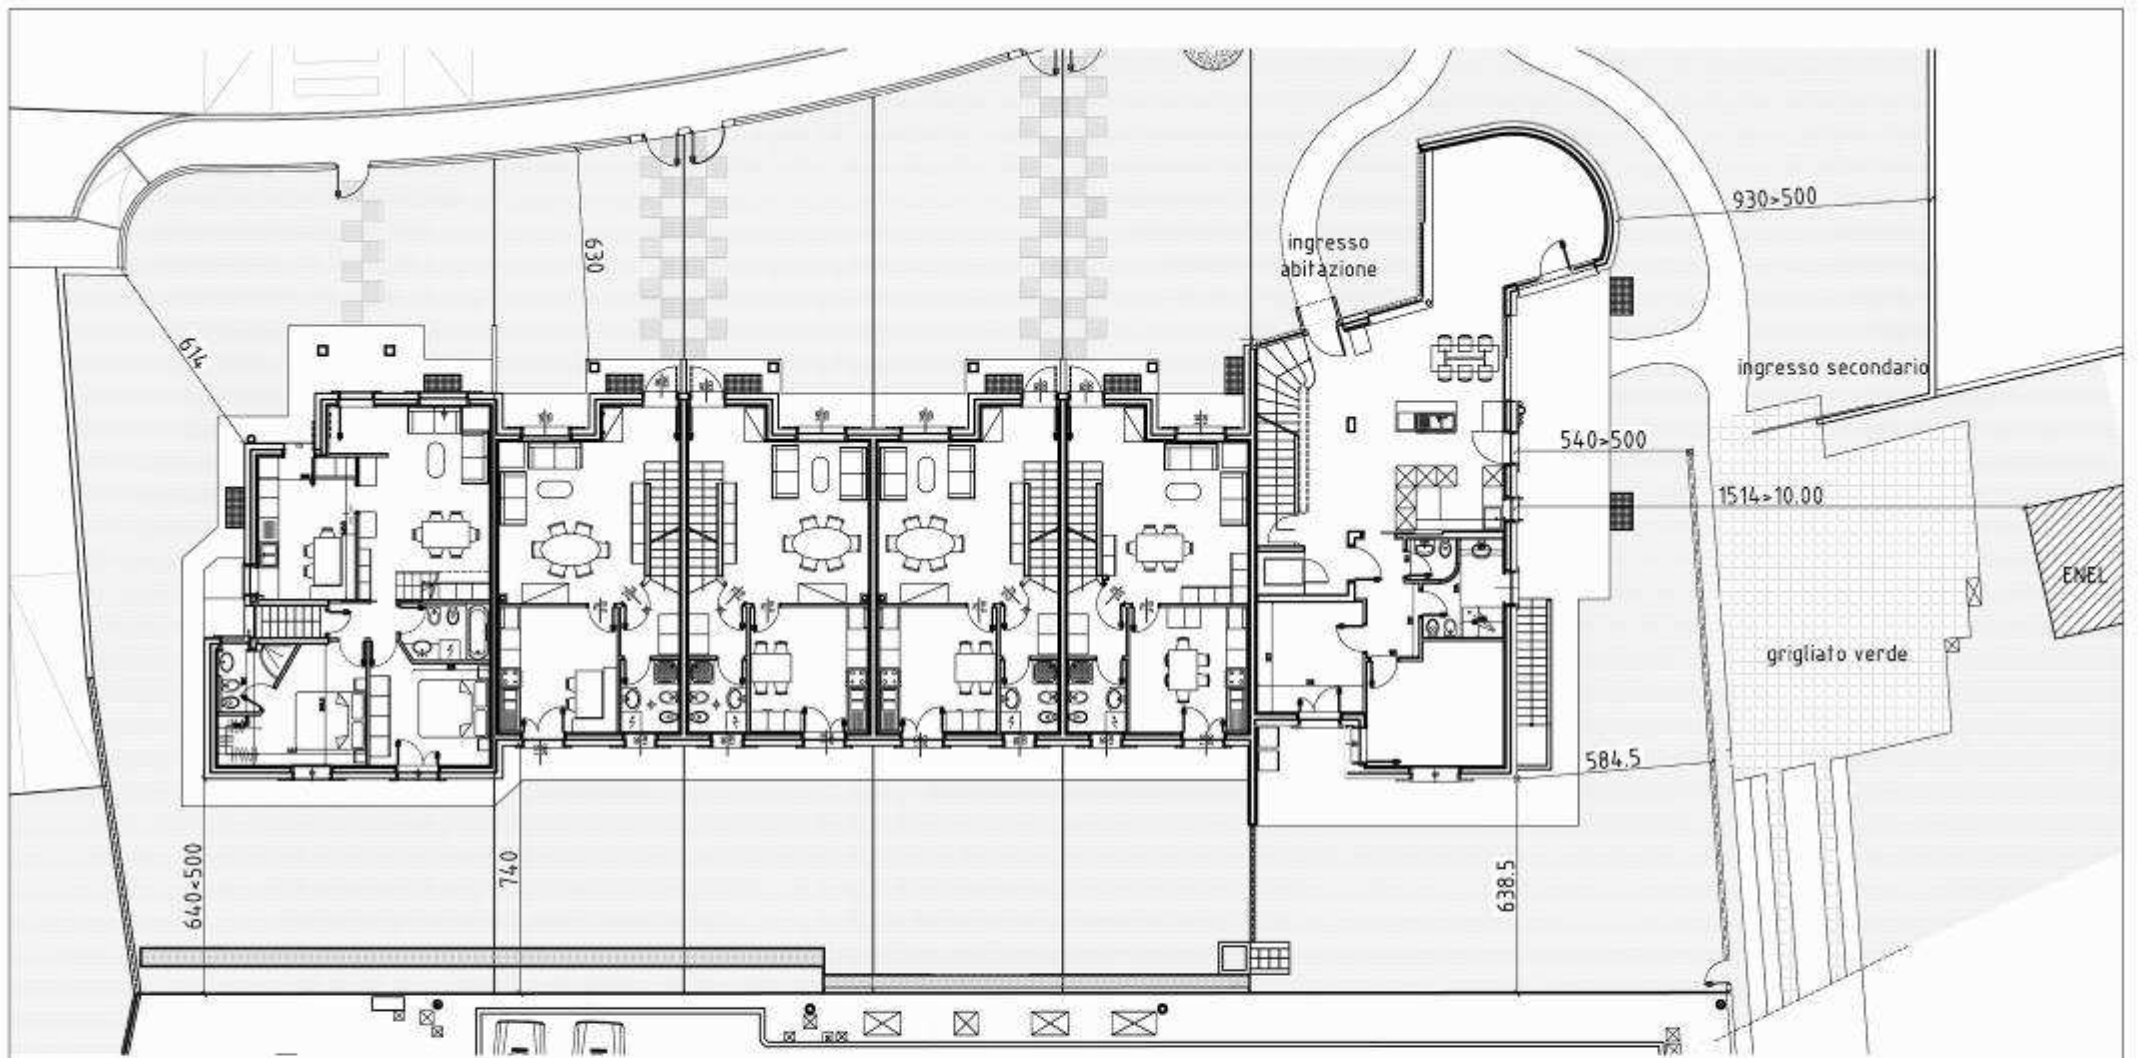 930>500
630
ingresso
abitazione
614
ingresso secondario
540>500
1514>10.00
ENEL
grigliato verde
584.5
640<500
740
638.5